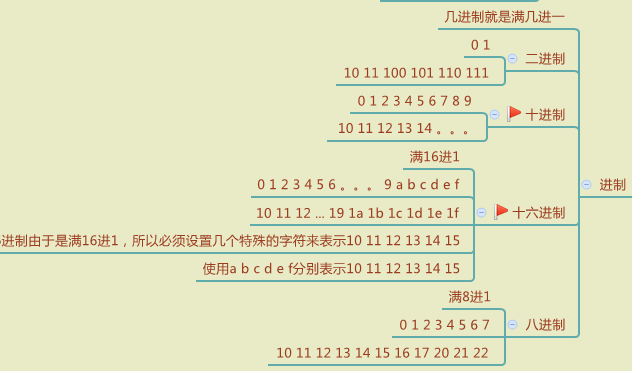 几进制就是满几进一
0 1
二进制
10 11 100 101 110 111
0 1 2 3 4 5 6 7 8 9
十进制
10 11 12 13 14 。。。
满16进1
进制
0 1 2 3 4 5 6 。。。 9 a b c d e f
10 11 12 ... 19 1a 1b 1c 1d 1e 1f
十六进制
进制由于是满16进1，所以必须设置几个特殊的字符来表示10 11 12 13 14 15
使用a b c d e f分别表示10 11 12 13 14 15
满8进1
0 1 2 3 4 5 6 7
八进制
10 11 12 13 14 15 16 17 20 21 22